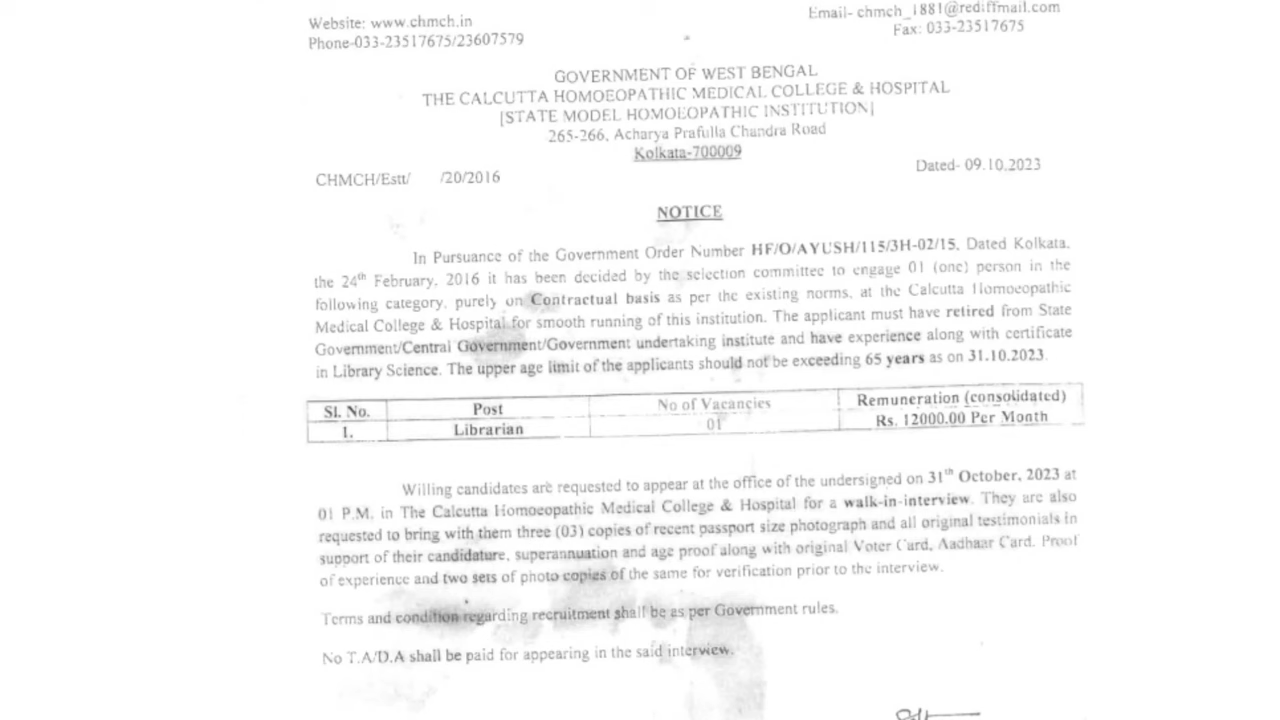 Website: www.chmch.in
Email- chmch_1881@rediffmail.com
Phone-033-23517675/23607579
Fax: 033-23517675
GOVERNMENT OF WEST BENGAL
THE CALCUTTA HOMOEOPATHIC MEDICAL COLLEGE & HOSPITAL
[STATE MODEL HOMOEOPATHIC INSTITUTION]
265-266, Acharya Prafulla Chandra Road
Kolkata-700009
CHMCH/Estt/ /20/2016
Dated- 09.10.2023
NOTICE
In Pursuance of the Government Order Number HF/O/AYUSH/115/3H-02/15, Dated Kolkata,
the 24th February, 2016 it has been decided by the selection committee to engage 01 (one) person in the
following category, purely on Contractual basis as per the existing norms, at the Calcutta Homoeopathic
Medical College & Hospital for smooth running of this institution. The applicant must have retired from State
Government/Central Government/Government undertaking institute and have experience along with certificate
in Library Science. The upper age limit of the applicants should not be exceeding 65 years as on 31.10.2023.
Sl. No. Post No of Vacancies Remuneration (consolidated)
1. Librarian 01 Rs. 12000.00 Per Month
Willing candidates are requested to appear at the office of the undersigned on 31th October, 2023 at
01 P.M. in The Calcutta Homoeopathic Medical College & Hospital for a walk-in-interview. They are also
requested to bring with them three (03) copies of recent passport size photograph and all original testimonials in
support of their candidature, superannuation and age proof along with original Voter Card, Aadhaar Card, Proof
of experience and two sets of photo copies of the same for verification prior to the interview.
Terms and condition regarding recruitment shall be as per Government rules.
No T.A/D.A shall be paid for appearing in the said interview.